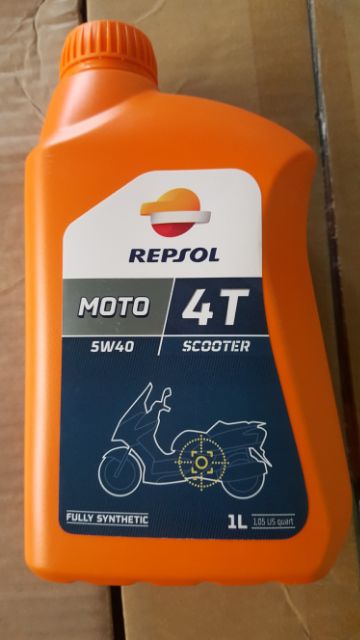 REPSOL
MOTO 4T
5W40 SCOOTER
FULLY SYNTHETIC 1L 1.05 US quart